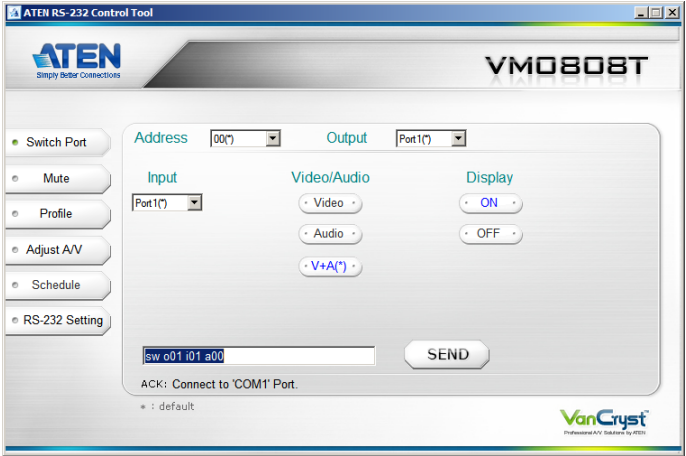 ATEN RS-232 Control Tool
ATEN
Simply Better Connections
VM0808T
Switch Port
Mute
Profile
Adjust A/V
Schedule
RS-232 Setting
Address 00(*) Output Port1(*)
Input Video/Audio Display
Port1(*) Video ON
Audio OFF
V+A(*)
sw o01 i01 a00 SEND
ACK: Connect to 'COM1' Port.
* : default
VanCryst™
Professional A/V Solutions by ATEN